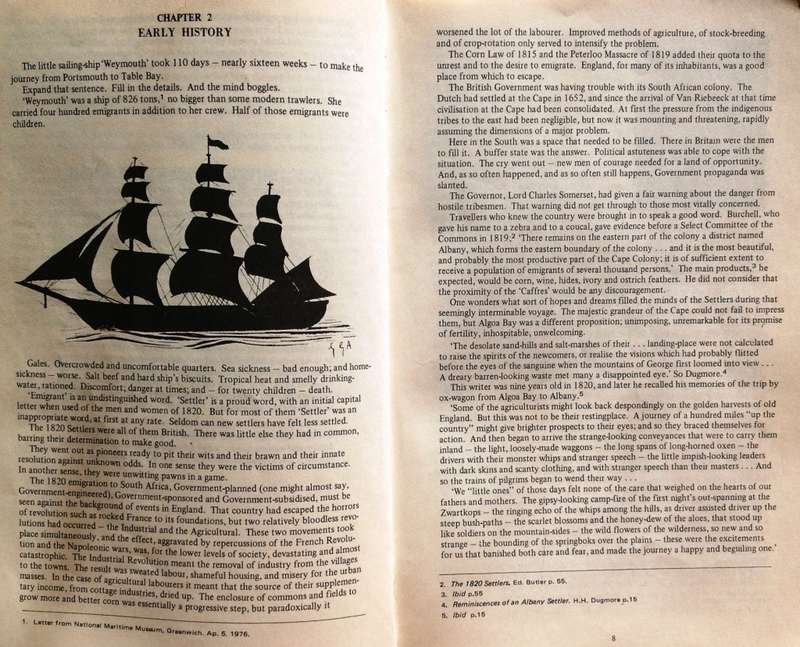 CHAPTER 2
EARLY HISTORY
The little sailing-ship 'Weymouth' took 110 days – nearly sixteen weeks – to make the
journey from Portsmouth to Table Bay.
Expand that sentence. Fill in the details. And the mind boggles.
'Weymouth' was a ship of 826 tons,¹ no bigger than some modern trawlers. She
carried four hundred emigrants in addition to her crew. Half of those emigrants were
children.
Gales. Overcrowded and uncomfortable quarters. Sea sickness – bad enough; and home-
sickness – worse. Salt beef and hard ship's biscuits. Tropical heat and smelly drinking-
water, rationed. Discomfort; danger at times; and – for twenty children – death.
'Emigrant' is an undistinguished word. 'Settler' is a proud word, with an initial capital
letter when used of the men and women of 1820. But for most of them 'Settler' was an
inappropriate word, at first at any rate. Seldom can new settlers have felt less settled.
The 1820 Settlers were all of them British. There was little else they had in common,
barring their determination to make good.
They went out as pioneers ready to pit their wits and their brawn and their innate
resolution against unknown odds. In one sense they were the victims of circumstance.
In another sense, they were unwitting pawns in a game.
The 1820 emigration to South Africa, Government-planned (one might almost say,
Government-engineered), Government-sponsored and Government-subsidised, must be
seen against the background of events in England. That country had escaped the horrors
of revolution such as rocked France to its foundations, but two relatively bloodless revo-
lutions had occurred – the Industrial and the Agricultural. These two movements took
place simultaneously, and the effect, aggravated by repercussions of the French Revolu-
tion and the Napoleonic wars, was, for the lower levels of society, devastating and almost
catastrophic. The Industrial Revolution meant the removal of industry from the villages
to the towns. The result was sweated labour, shameful housing, and misery for the urban
masses. In the case of agricultural labourers it meant that the source of their supplemen-
tary income, from cottage industries, dried up. The enclosure of commons and fields to
grow more and better corn was essentially a progressive step, but paradoxically it
1. Letter from National Maritime Museum, Greenwich. Ap. 5. 1976.
worsened the lot of the labourer. Improved methods of agriculture, of stock-breeding
and of crop-rotation only served to intensify the problem.
The Corn Law of 1815 and the Peterloo Massacre of 1819 added their quota to the
unrest and to the desire to emigrate. England, for many of its inhabitants, was a good
place from which to escape.
The British Government was having trouble with its South African colony. The
Dutch had settled at the Cape in 1652, and since the arrival of Van Riebeeck at that time
civilisation at the Cape had been consolidated. At first the pressure from the indigenous
tribes to the east had been negligible, but now it was mounting and threatening, rapidly
assuming the dimensions of a major problem.
Here in the South was a space that needed to be filled. There in Britain were the men
to fill it. A buffer state was the answer. Political astuteness was able to cope with the
situation. The cry went out – new men of courage needed for a land of opportunity.
And, as so often happened, and as so often still happens, Government propaganda was
slanted.
The Governor, Lord Charles Somerset, had given a fair warning about the danger from
hostile tribesmen. That warning did not get through to those most vitally concerned.
Travellers who knew the country were brought in to speak a good word. Burchell, who
gave his name to a zebra and to a coucal, gave evidence before a Select Committee of the
Commons in 1819;² 'There remains on the eastern part of the colony a district named
Albany, which forms the eastern boundary of the colony . . . and it is the most beautiful,
and probably the most productive part of the Cape Colony; it is of sufficient extent to
receive a population of emigrants of several thousand persons.' The main products,³ he
expected, would be corn, wine, hides, ivory and ostrich feathers. He did not consider that
the proximity of the 'Caffres' would be any discouragement.
One wonders what sort of hopes and dreams filled the minds of the Settlers during that
seemingly interminable voyage. The majestic grandeur of the Cape could not fail to impress
them, but Algoa Bay was a different proposition; unimposing, unremarkable for its promise
of fertility, inhospitable, unwelcoming.
'The desolate sand-hills and salt-marshes of their . . . landing-place were not calculated
to raise the spirits of the newcomers, or realise the visions which had probably flitted
before the eyes of the sanguine when the mountains of George first loomed into view . . .
A dreary barren-looking waste met many a disappointed eye.' So Dugmore.⁴
This writer was nine years old in 1820, and later he recalled his memories of the trip by
ox-wagon from Algoa Bay to Albany.⁵
'Some of the agriculturists might look back despondingly on the golden harvests of old
England. But this was not to be their restingplace. A journey of a hundred miles "up the
country" might give brighter prospects to their eyes; and so they braced themselves for
action. And then began to arrive the strange-looking conveyances that were to carry them
inland – the light, loosely-made waggons – the long spans of long-horned oxen – the
drivers with their monster whips and stranger speech – the little impish-looking leaders
with dark skins and scanty clothing, and with stranger speech than their masters . . . And
so the trains of pilgrims began to wend their way . . .
'We "little ones" of those days felt none of the care that weighed on the hearts of our
fathers and mothers. The gipsy-looking camp-fire of the first night's out-spanning at the
Zwartkops – the ringing echo of the whips among the hills, as driver assisted driver up the
steep bush-paths – the scarlet blossoms and the honey-dew of the aloes, that stood up
like soldiers on the mountain-sides – the wild flowers of the wilderness, so new and so
strange – the bounding of the springboks over the plains – these were the excitements
for us that banished both care and fear, and made the journey a happy and beguiling one.'
2. The 1820 Settlers, Ed. Butler p. 55.
3. Ibid p.55
4. Reminiscences of an Albany Settler. H.H. Dugmore p.15
5. Ibid p.15
8